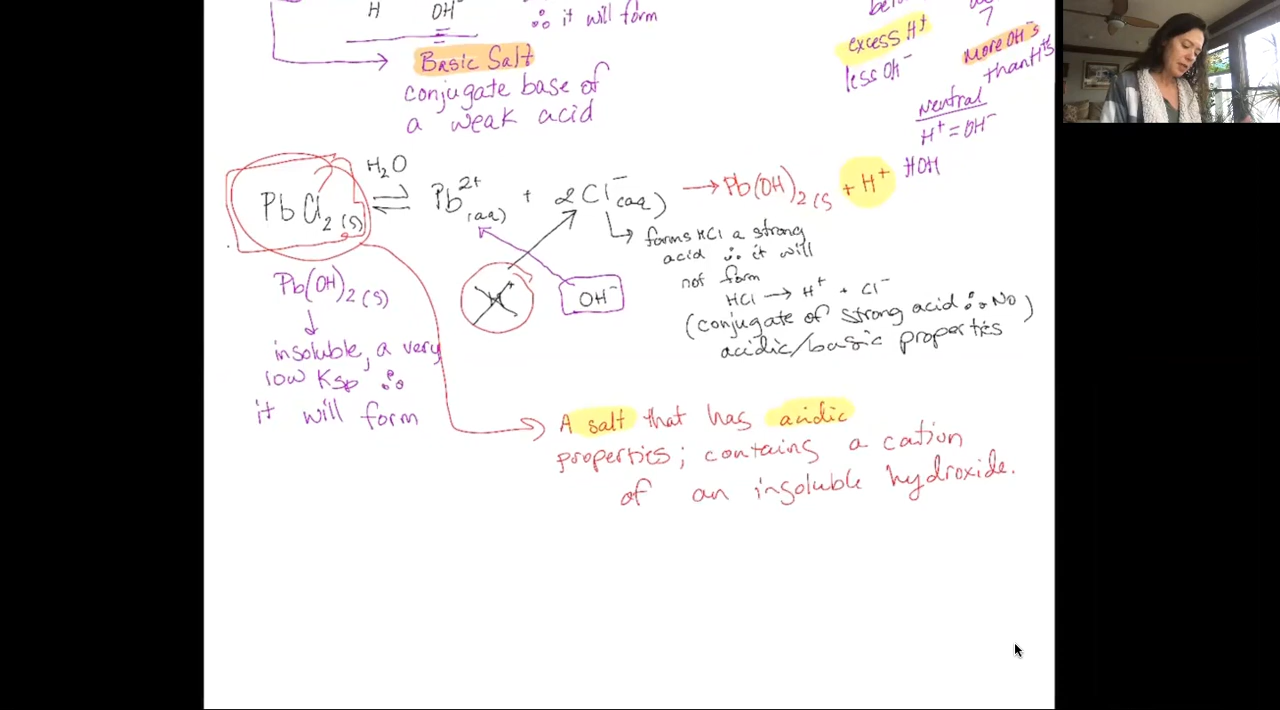 H OH⁻
∴ it will form
Basic Salt
conjugate base of
a weak acid
excess H⁺
less OH⁻
7
More OH⁻'s
than H⁺'s
Neutral
H⁺ = OH⁻
HOH
PbCl₂(s) H₂O ⇌ Pb²⁺(aq) + 2Cl⁻(aq) → Pb(OH)₂(s) + H⁺
H⁺ OH⁻
↳ forms HCl a strong
acid ∴ it will
not form
HCl → H⁺ + Cl⁻
(conjugate of strong acid ∴ No)
acidic/basic properties
Pb(OH)₂(s)
↓
insoluble, a very
low Ksp ∴
it will form
A salt that has acidic
properties; contains a cation
of an insoluble hydroxide.